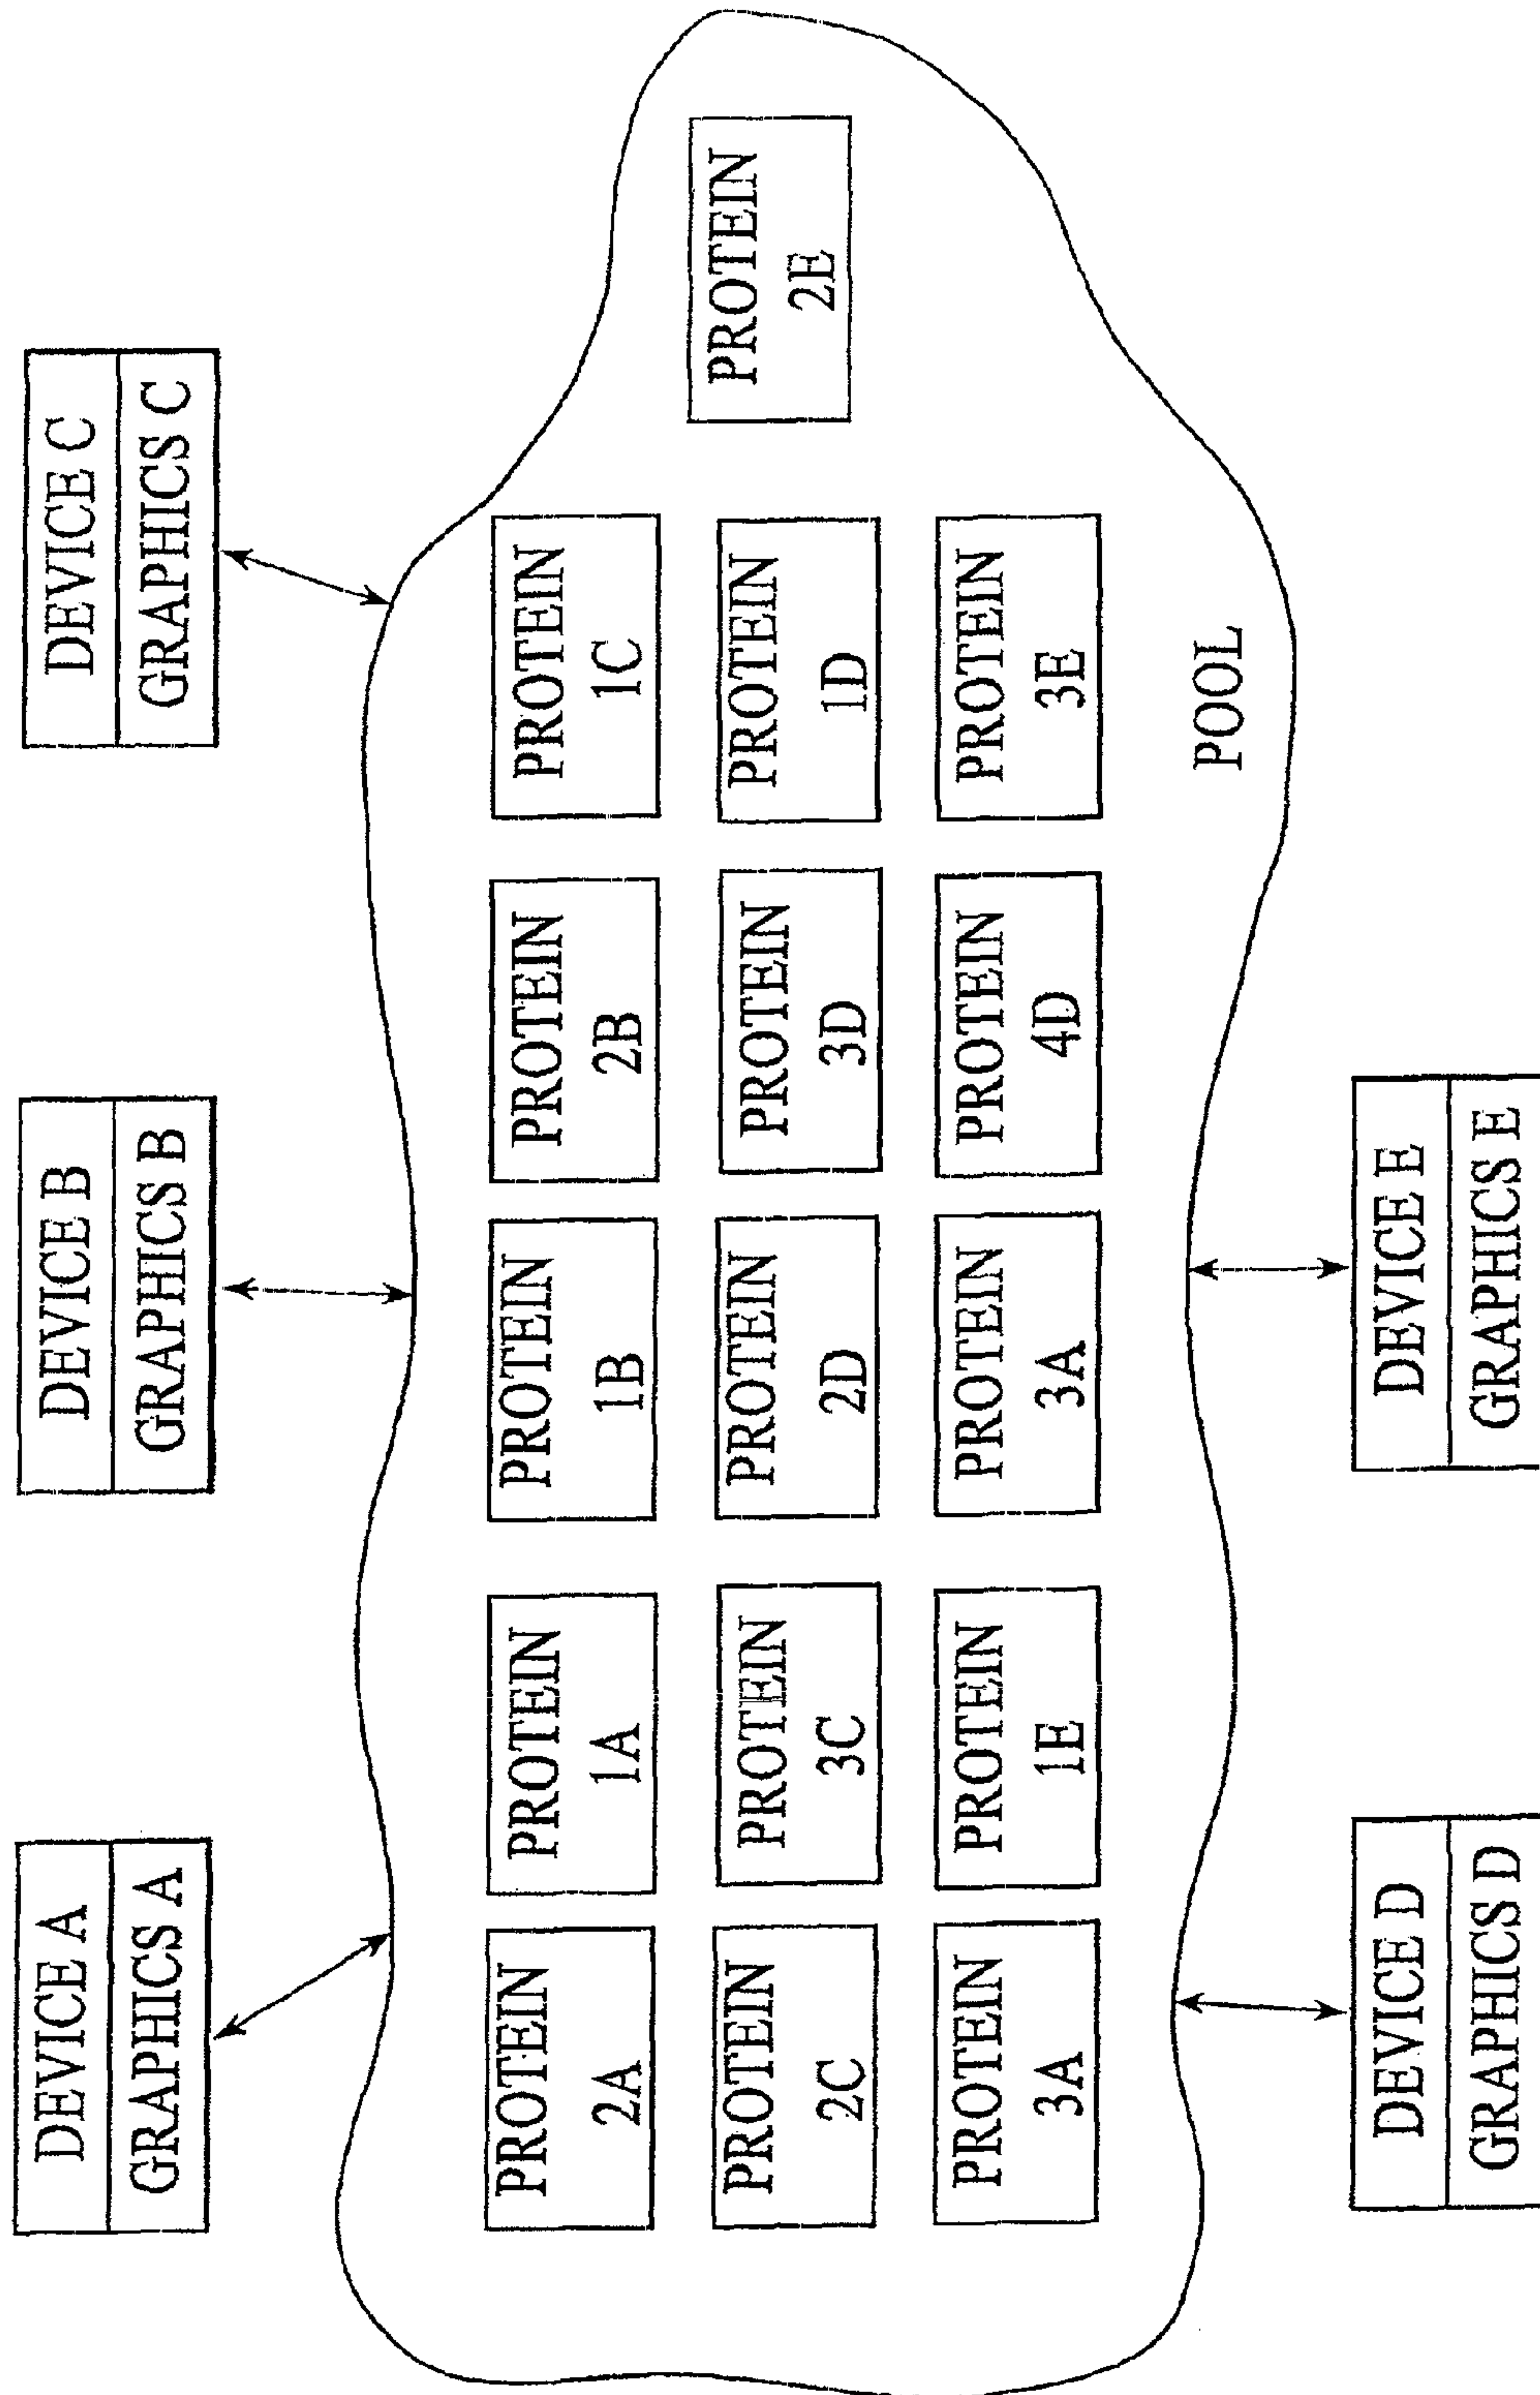 DEVICE A
GRAPHICS A
DEVICE B
GRAPHICS B
DEVICE C
GRAPHICS C
PROTEIN
2A
PROTEIN
1A
PROTEIN
1B
PROTEIN
2B
PROTEIN
1C
PROTEIN
2C
PROTEIN
3C
PROTEIN
2D
PROTEIN
3D
PROTEIN
1D
PROTEIN
2E
PROTEIN
3A
PROTEIN
1E
PROTEIN
3A
PROTEIN
4D
PROTEIN
3E
POOL
DEVICE D
GRAPHICS D
DEVICE E
GRAPHICS E